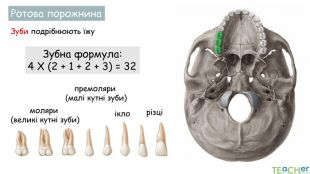 Ротова порожнина
Зуби подрібнюють їжу
Зубна формула:
4 X (2 + 1 + 2 + 3) = 32
премоляри
(малі кутні зуби)
моляри
(великі кутні зуби)
ікло
різці
TEACHer